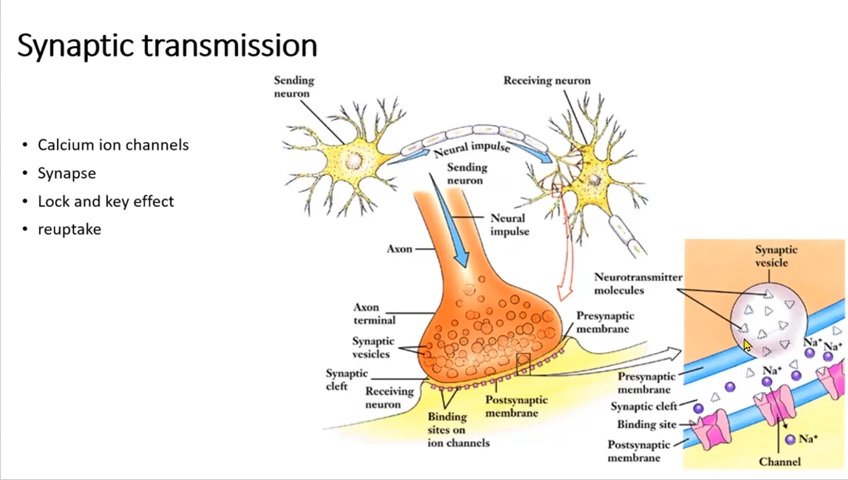 Synaptic transmission
• Calcium ion channels
• Synapse
• Lock and key effect
• reuptake
Sending
neuron
Receiving neuron
Neural impulse
Sending
neuron
Neural
impulse
Axon
Axon
terminal
Synaptic
vesicles
Synaptic
cleft
Receiving
neuron
Binding
sites on
ion channels
Postsynaptic
membrane
Presynaptic
membrane
Synaptic
vesicle
Neurotransmitter
molecules
Na⁺
Na⁺
Na⁺
Presynaptic
membrane
Synaptic cleft
Binding site
Postsynaptic
membrane
Na⁺
Channel